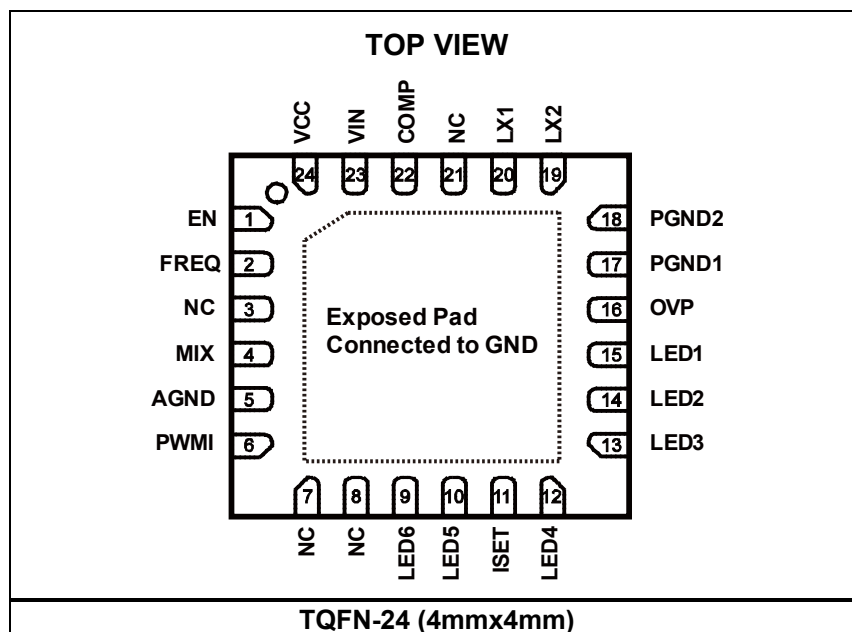 TOP VIEW
VCC
VIN
COMP
NC
LX1
LX2
24
23
22
21
20
19
EN 1
FREQ 2
NC 3
MIX 4
AGND 5
PWMI 6
18 PGND2
17 PGND1
16 OVP
15 LED1
14 LED2
13 LED3
Exposed Pad
Connected to GND
7
8
9
10
11
12
NC
NC
LED6
LED5
ISET
LED4
TQFN-24 (4mmx4mm)